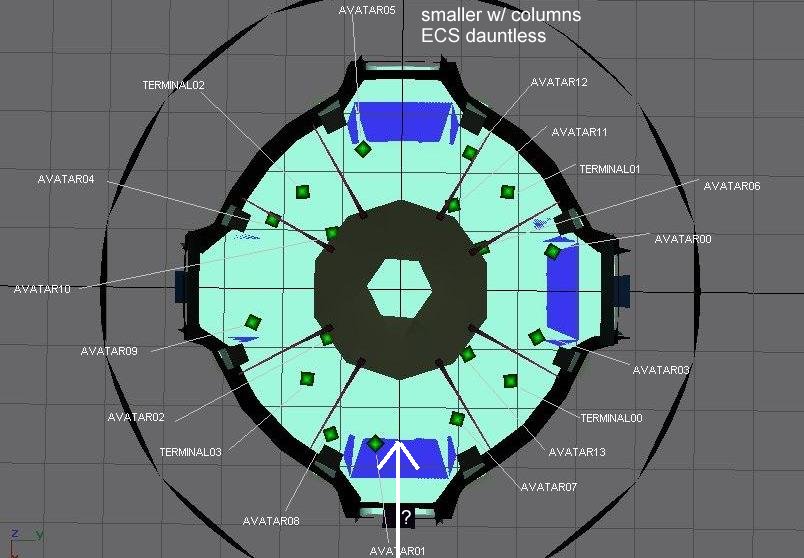 AVATAR05
smaller w/ columns
ECS dauntless
TERMINAL02
AVATAR12
AVATAR11
TERMINAL01
AVATAR04
AVATAR06
AVATAR00
AVATAR10
AVATAR09
AVATAR03
AVATAR02
TERMINAL00
TERMINAL03
AVATAR13
AVATAR07
AVATAR08
?
AVATAR01
z y
x